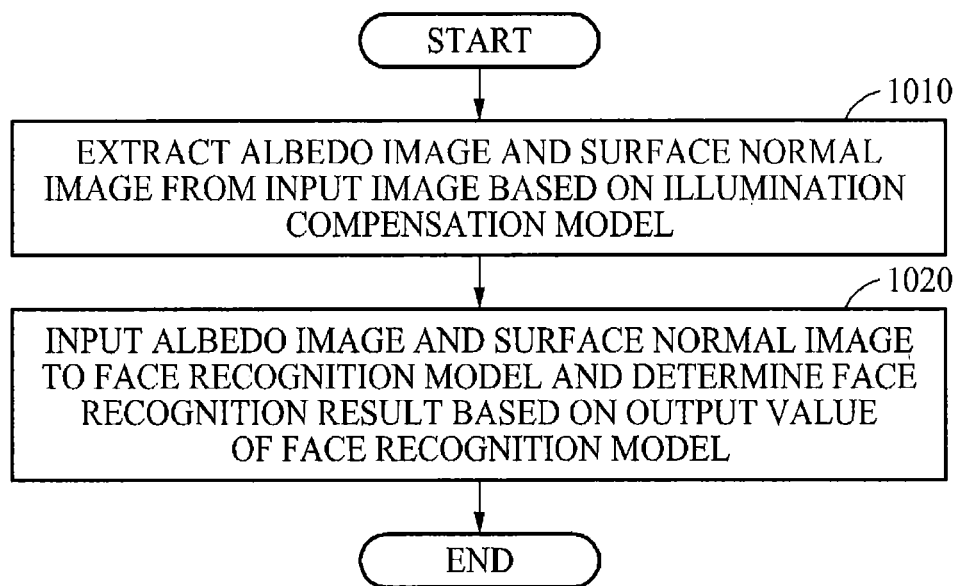 START
1010
EXTRACT ALBEDO IMAGE AND SURFACE NORMAL
IMAGE FROM INPUT IMAGE BASED ON ILLUMINATION
COMPENSATION MODEL
1020
INPUT ALBEDO IMAGE AND SURFACE NORMAL IMAGE
TO FACE RECOGNITION MODEL AND DETERMINE FACE
RECOGNITION RESULT BASED ON OUTPUT VALUE
OF FACE RECOGNITION MODEL
END